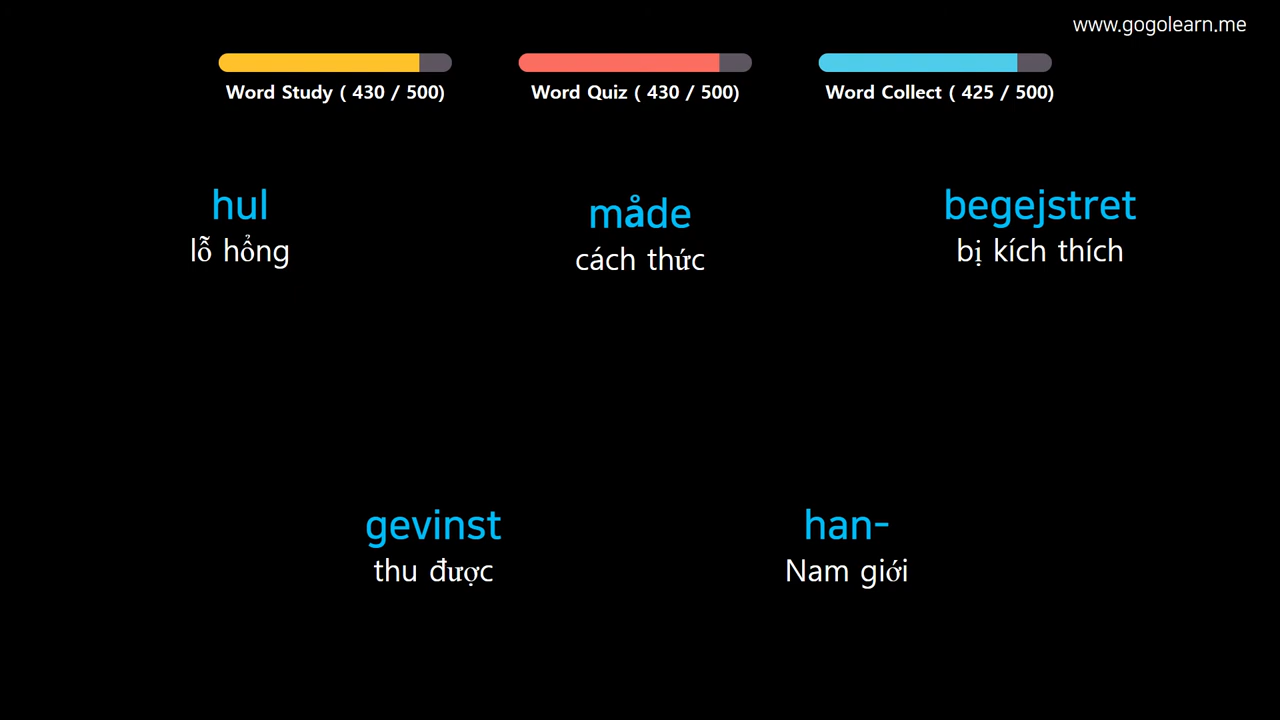 www.gogolearn.me
Word Study ( 430 / 500)
Word Quiz ( 430 / 500)
Word Collect ( 425 / 500)
hul
lỗ hổng
måde
cách thức
begejstret
bị kích thích
gevinst
thu được
han-
Nam giới